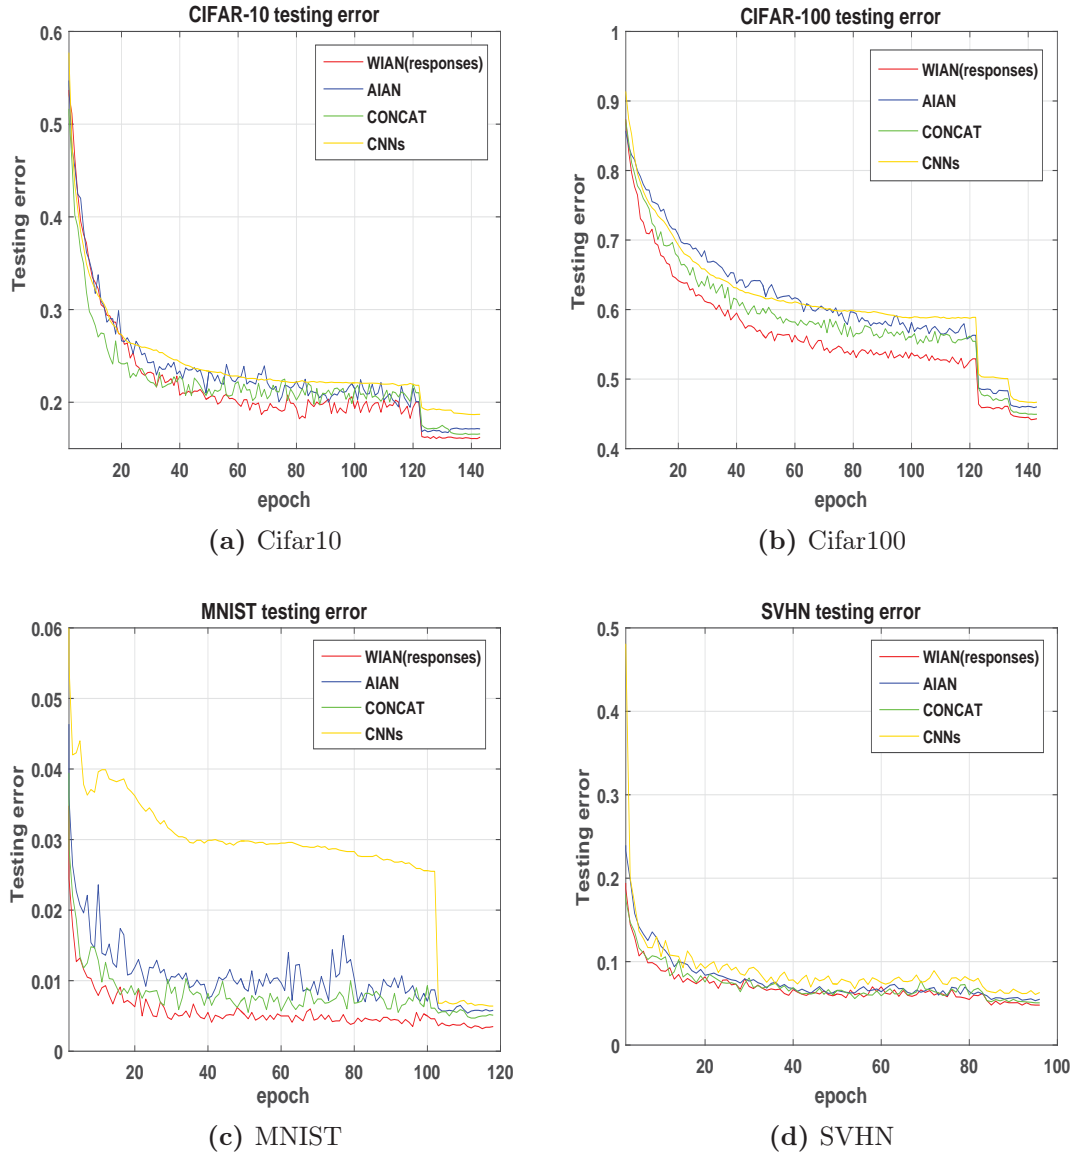 CIFAR-10 testing error
0.6
0.5
0.4
0.3
0.2
Testing error
20 40 60 80 100 120 140
epoch
WIAN(responses)
AIAN
CONCAT
CNNs
(a) Cifar10
CIFAR-100 testing error
1
0.9
0.8
0.7
0.6
0.5
0.4
Testing error
20 40 60 80 100 120 140
epoch
WIAN(responses)
AIAN
CONCAT
CNNs
(b) Cifar100
MNIST testing error
0.06
0.05
0.04
0.03
0.02
0.01
0
Testing error
20 40 60 80 100 120
epoch
WIAN(responses)
AIAN
CONCAT
CNNs
(c) MNIST
SVHN testing error
0.5
0.4
0.3
0.2
0.1
0
Testing error
20 40 60 80 100
epoch
WIAN(responses)
AIAN
CONCAT
CNNs
(d) SVHN